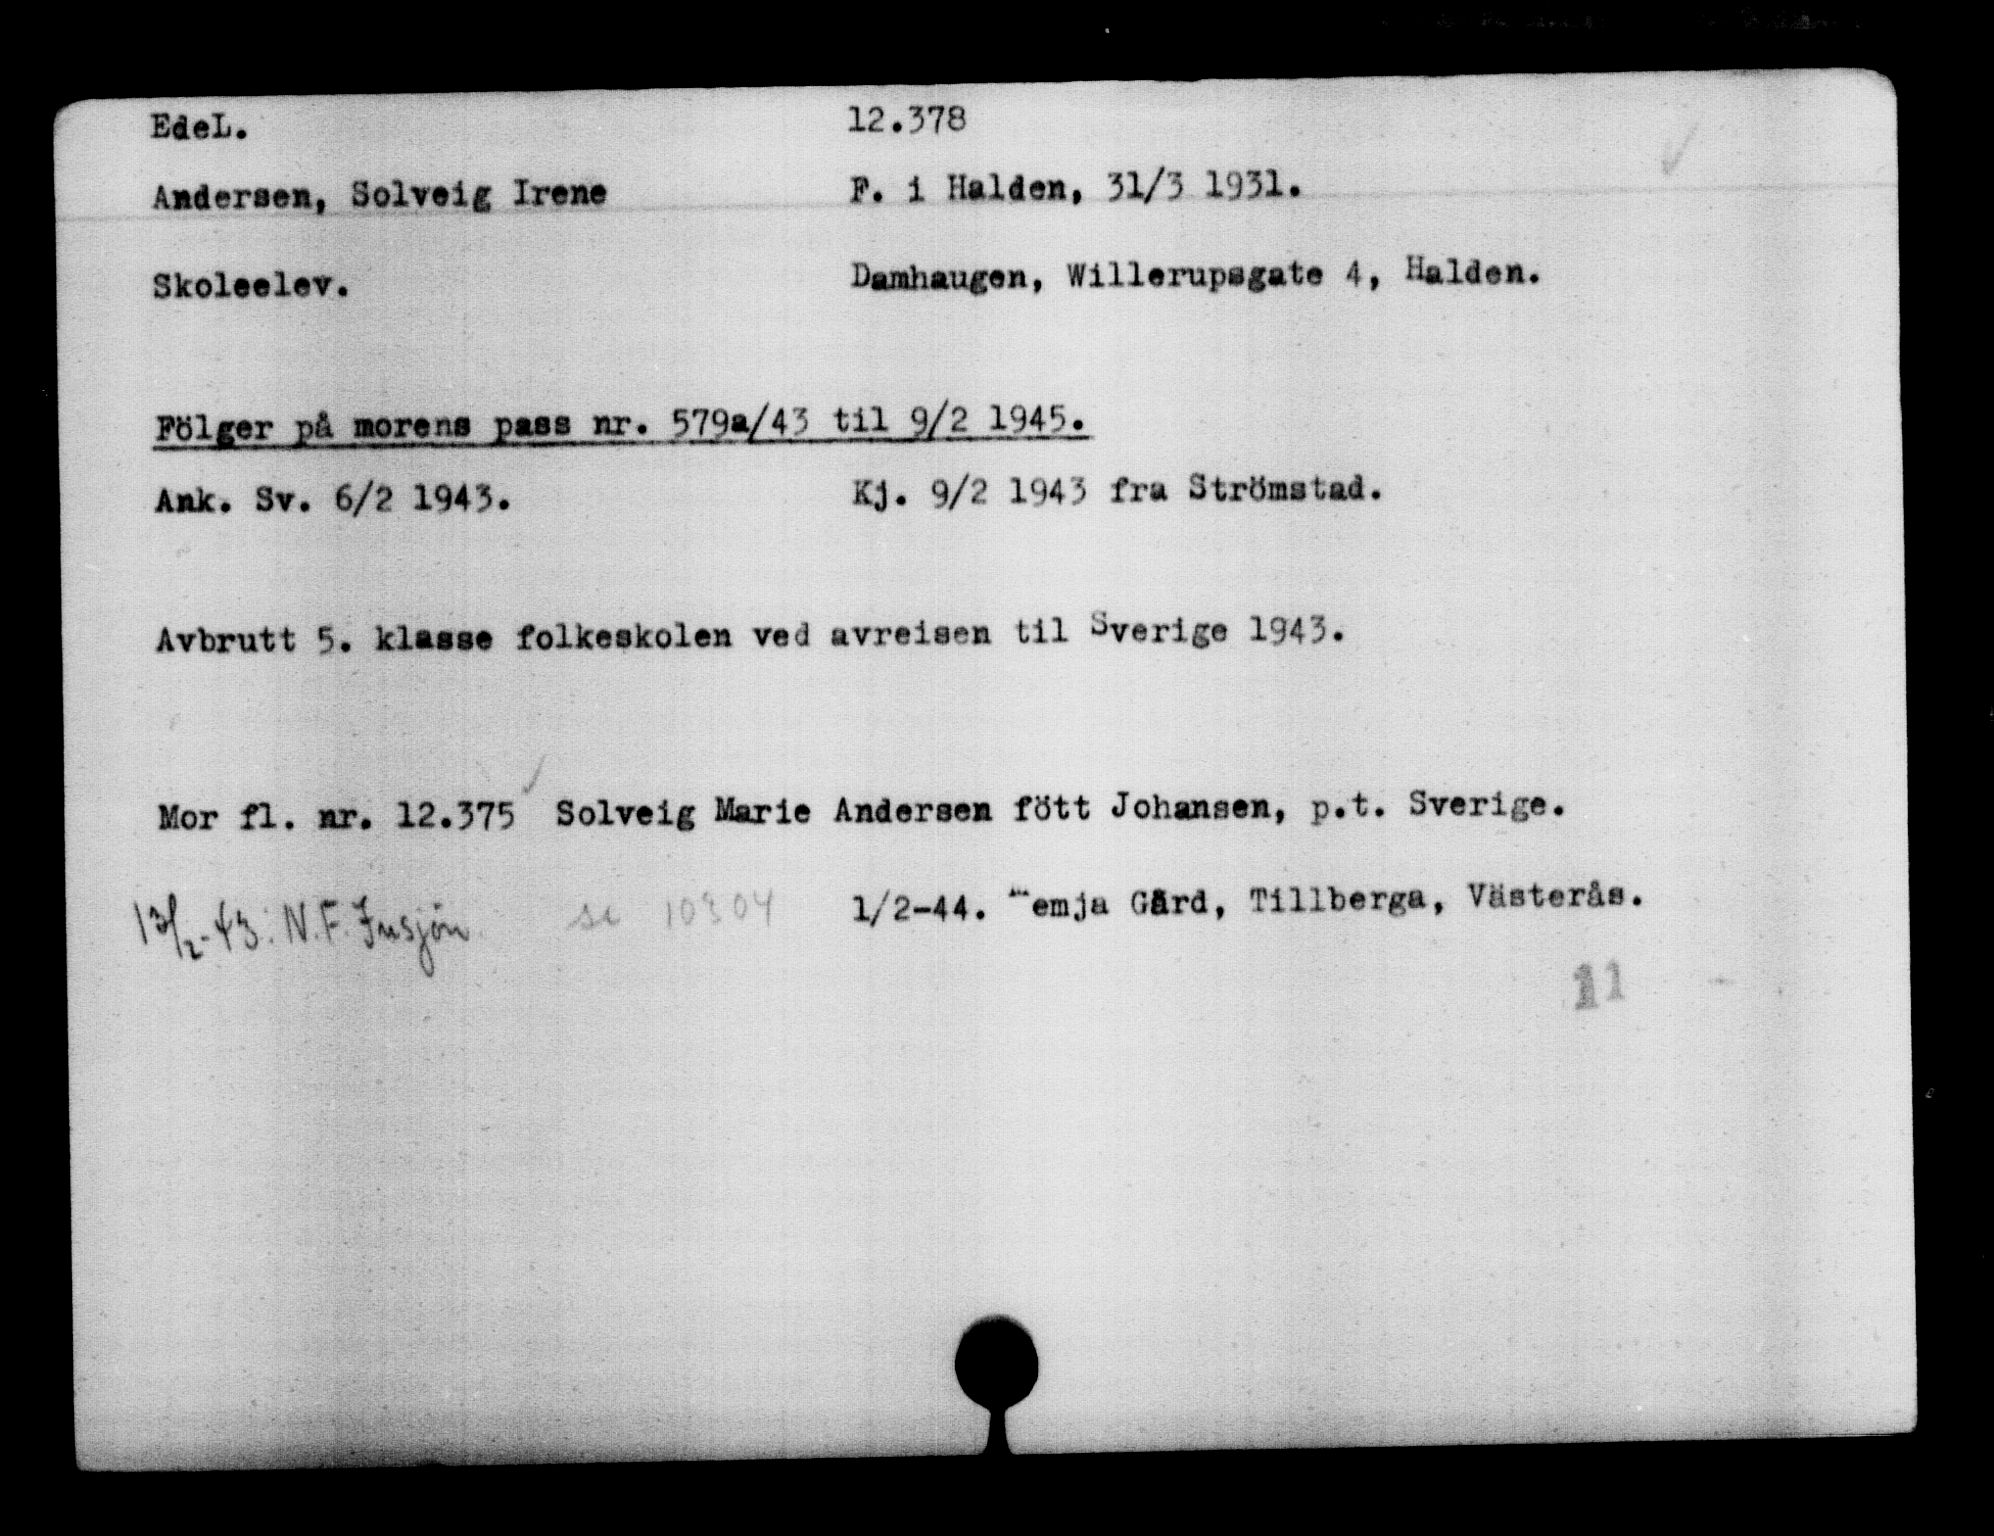 EdeL. 12.378
Andersen, Solveig Irene F. i Halden, 31/3 1931.
Skoleelev. Damhaugen, Willerupsgate 4, Halden.
Fölger på morens pass nr. 579a/43 til 9/2 1945.
Ank. Sv. 6/2 1943. Kj. 9/2 1943 fra Strömstad.
Avbrutt 5. klasse folkeskolen ved avreisen til Sverige 1943.
Mor fl. nr. 12.375 Solveig Marie Andersen fött Johansen, p.t. Sverige.
13/2-43: N.F. Insjön. se 10304 1/2-44. Gård, Tillberga, Västerås.
11